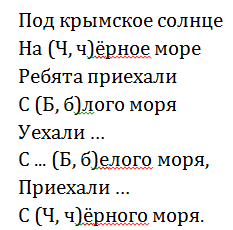 Под крымское солнце
На (Ч, ч)ёрное море
Ребята приехали
С (Б, б)лого моря
Уехали ...
С ... (Б, б)елого моря,
Приехали ...
С (Ч, ч)ёрного моря.